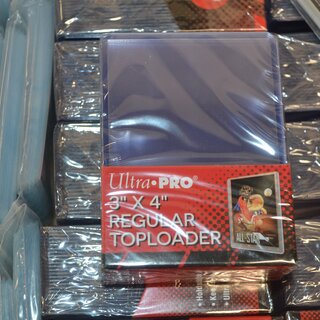 Ultra•PRO®
3" X 4"
REGULAR
TOPLOADER
ALL STAR